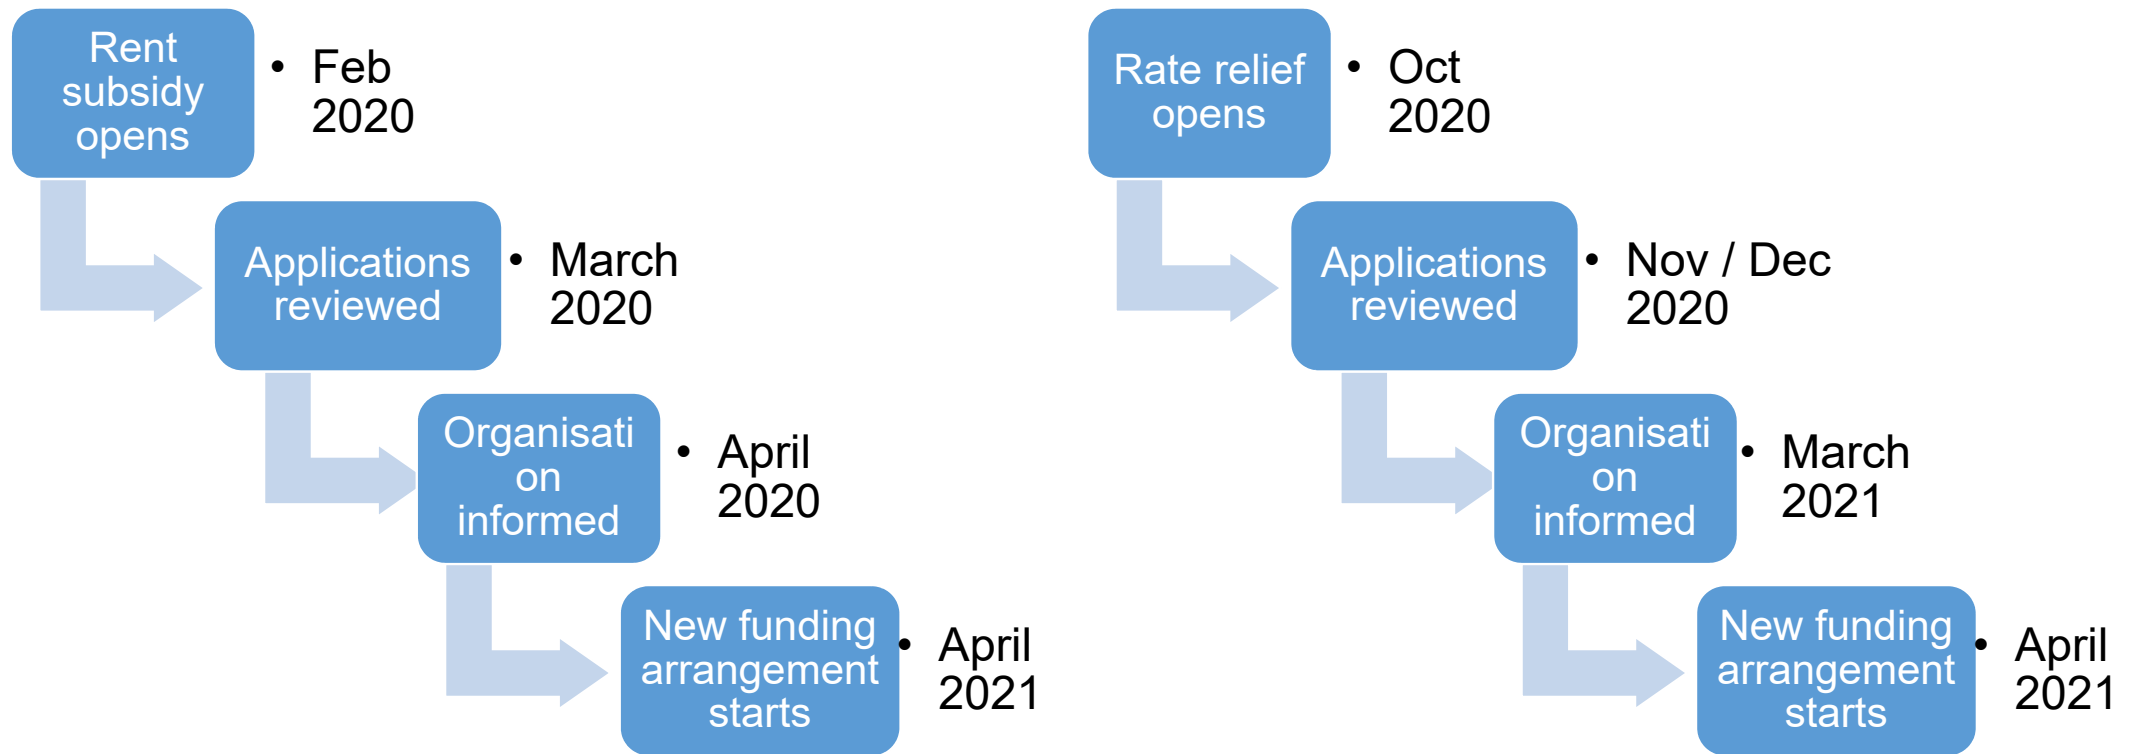 Rent
subsidy
opens
• Feb
2020
Applications
reviewed
• March
2020
Organisati
on
informed
• April
2020
New funding
arrangement
starts
• April
2021
Rate relief
opens
• Oct
2020
Applications
reviewed
• Nov / Dec
2020
Organisati
on
informed
• March
2021
New funding
arrangement
starts
• April
2021